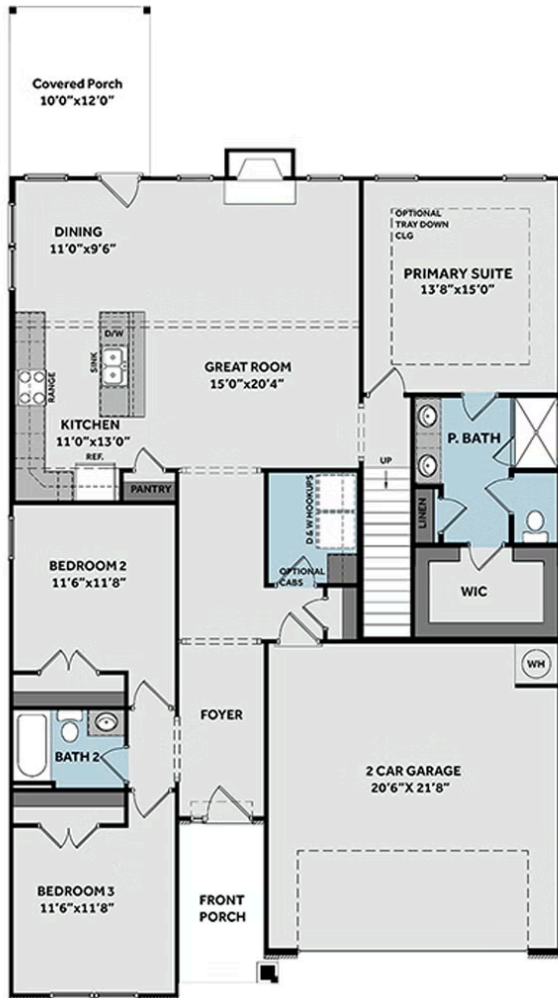 Covered Porch
10'0"x12'0"
DINING
11'0"x9'6"
OPTIONAL
TRAY DOWN
CLG
PRIMARY SUITE
13'8"x15'0"
D/W
SINK
RANGE
GREAT ROOM
15'0"x20'4"
KITCHEN
11'0"x13'0"
REF.
PANTRY
UP
P. BATH
LINEN
D & W HOOKUPS
OPTIONAL
CABS
WIC
BEDROOM 2
11'6"x11'8"
WH
FOYER
BATH 2
2 CAR GARAGE
20'6"X 21'8"
BEDROOM 3
11'6"x11'8"
FRONT
PORCH